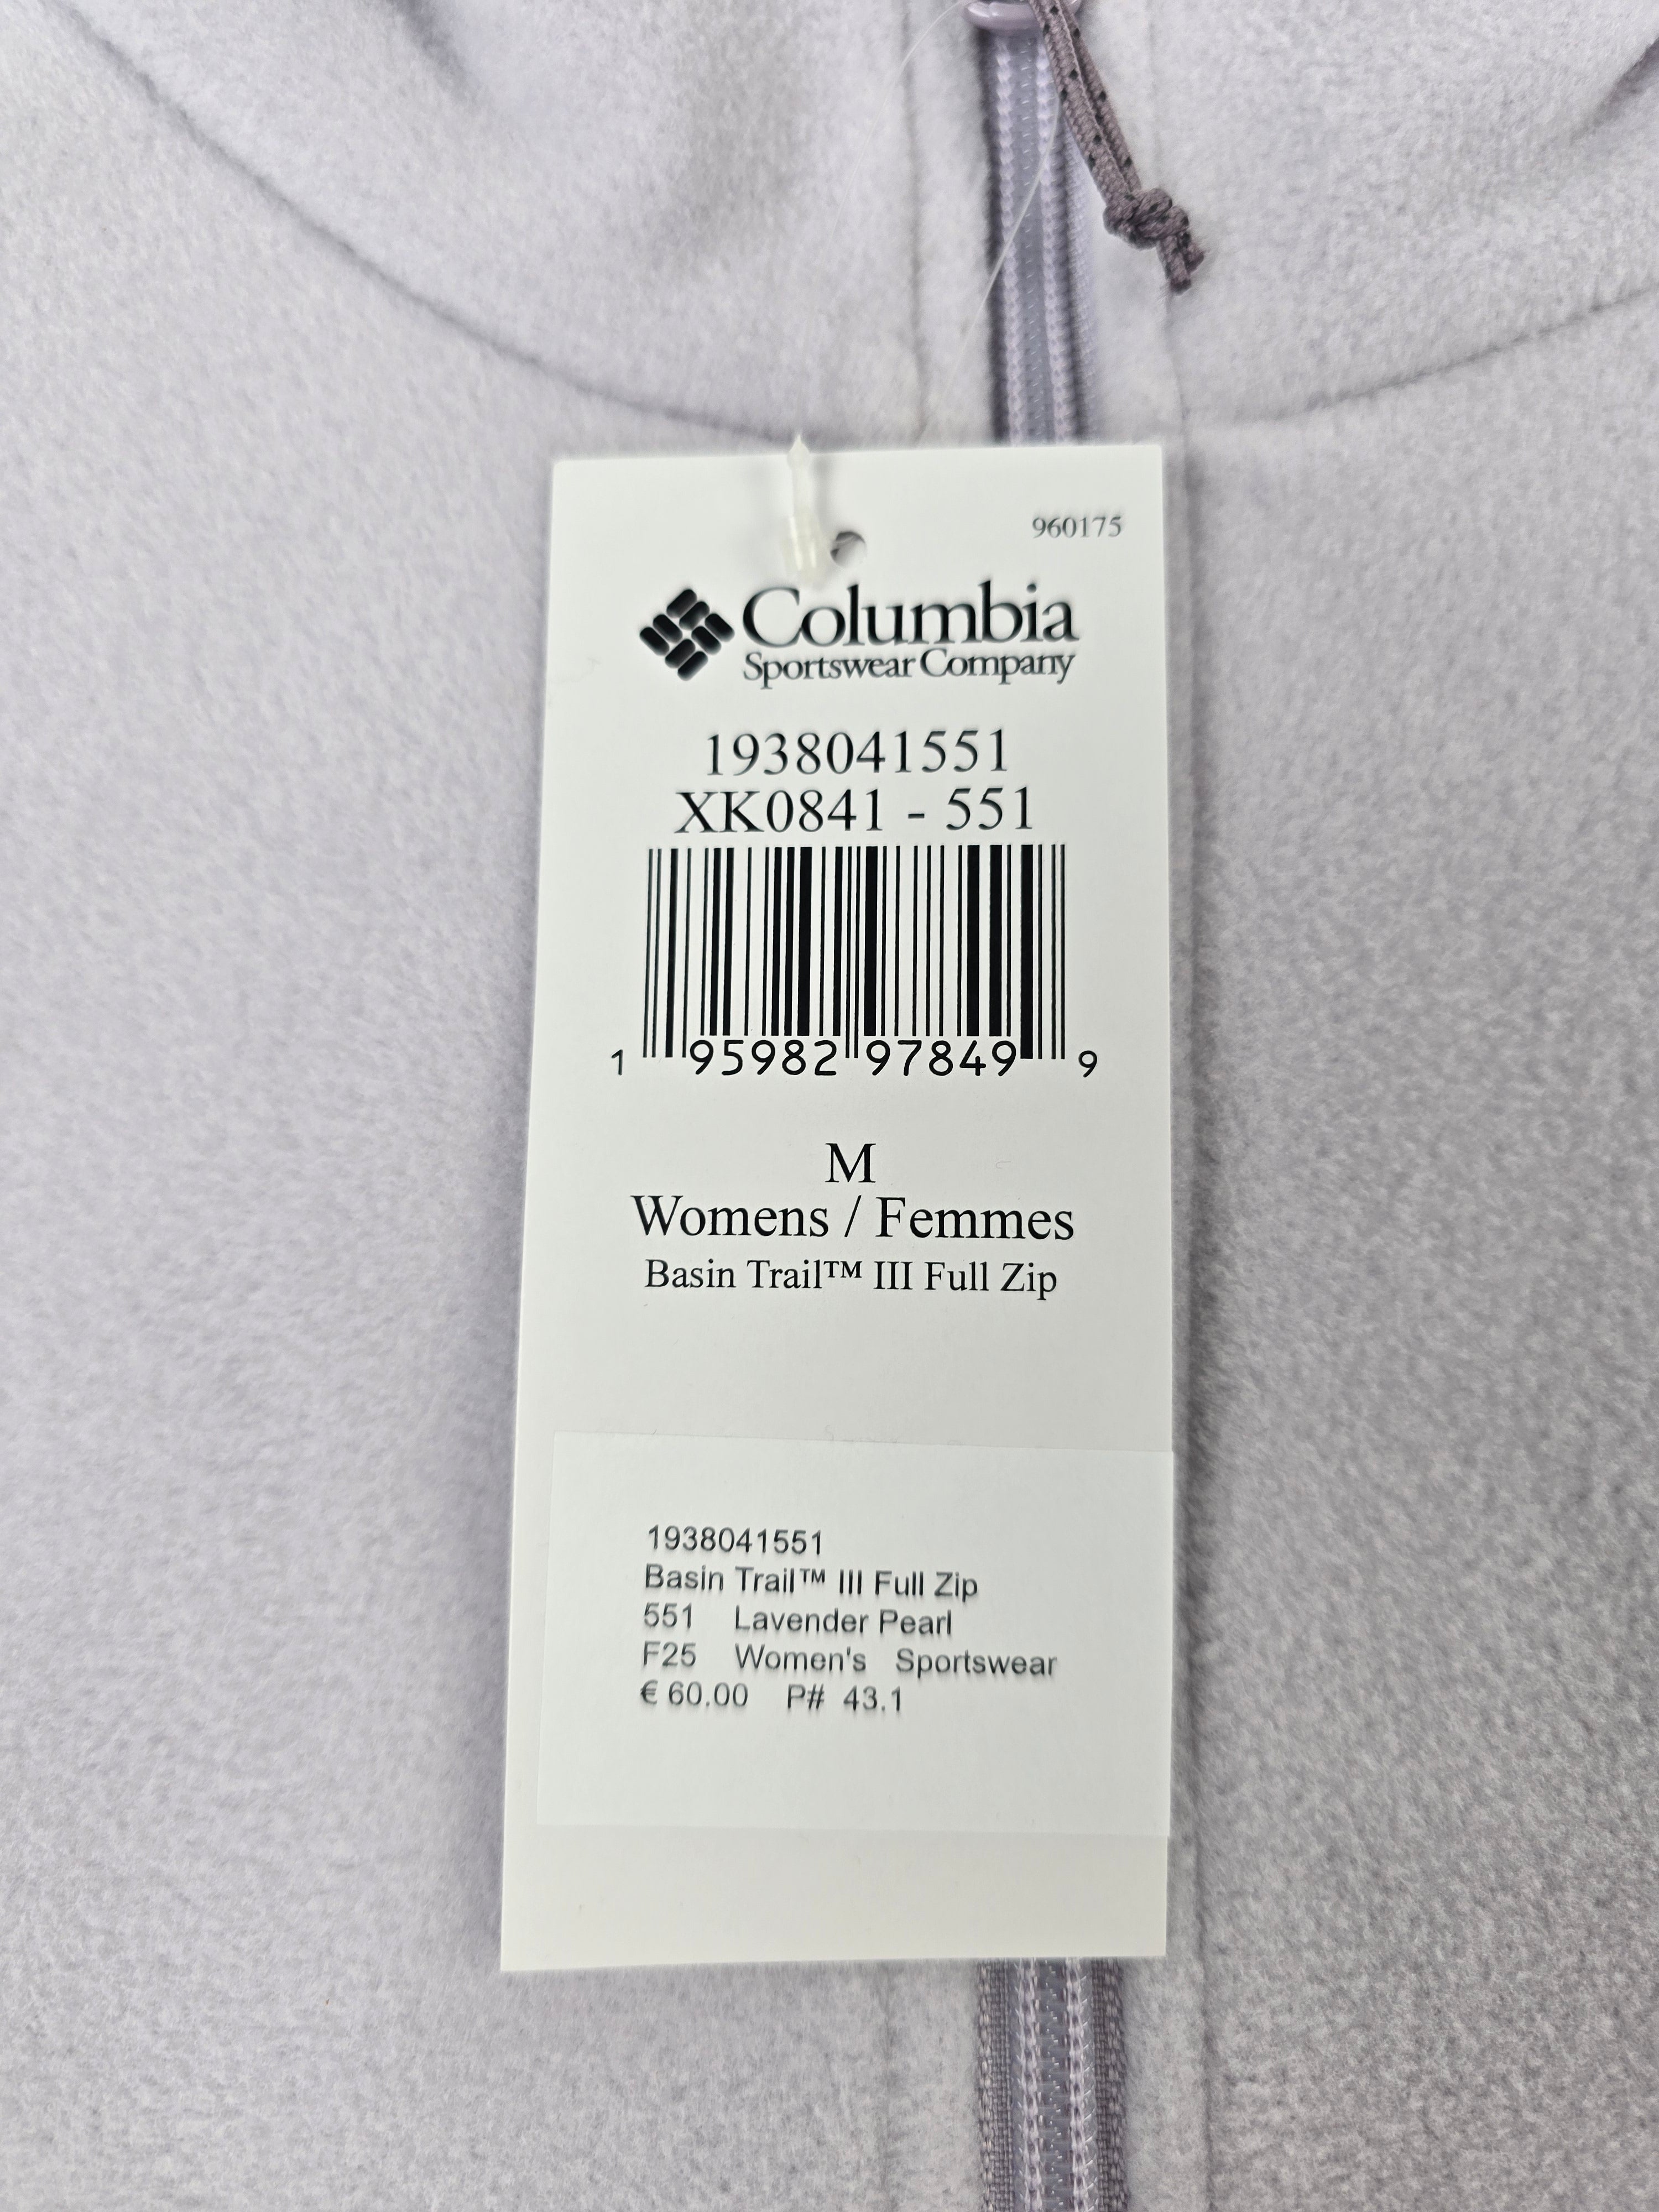 960175
Columbia
Sportswear Company
1938041551
XK0841 - 551
1 95982 97849 9
M
Womens / Femmes
Basin Trail™ III Full Zip
1938041551
Basin Trail™ III Full Zip
551 Lavender Pearl
F25 Women's Sportswear
€ 60.00 P# 43.1